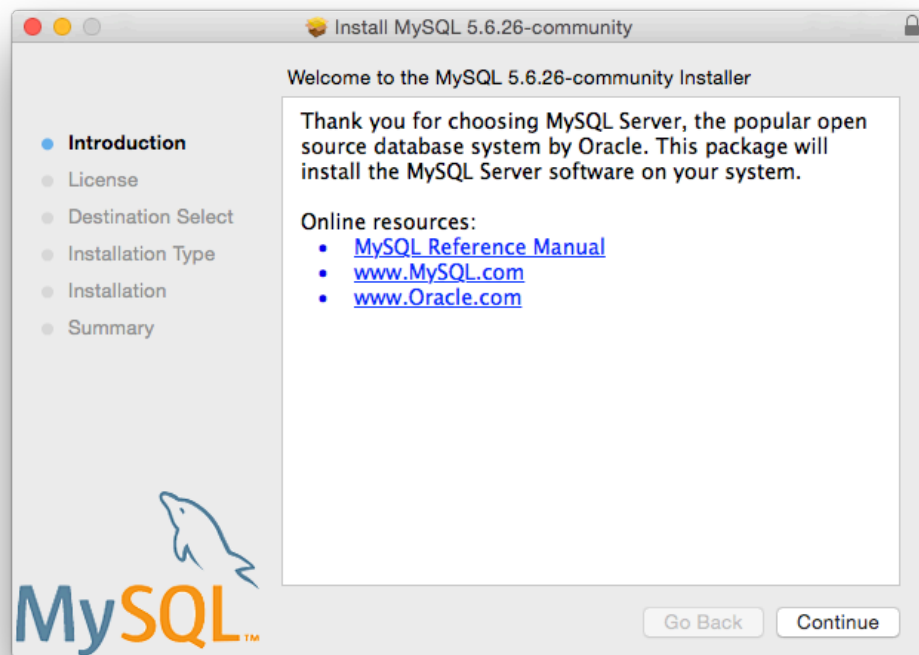 Install MySQL 5.6.26-community
Welcome to the MySQL 5.6.26-community Installer
Introduction
License
Destination Select
Installation Type
Installation
Summary
Thank you for choosing MySQL Server, the popular open
source database system by Oracle. This package will
install the MySQL Server software on your system.
Online resources:
• MySQL Reference Manual
• www.MySQL.com
• www.Oracle.com
MySQL™
Go Back
Continue